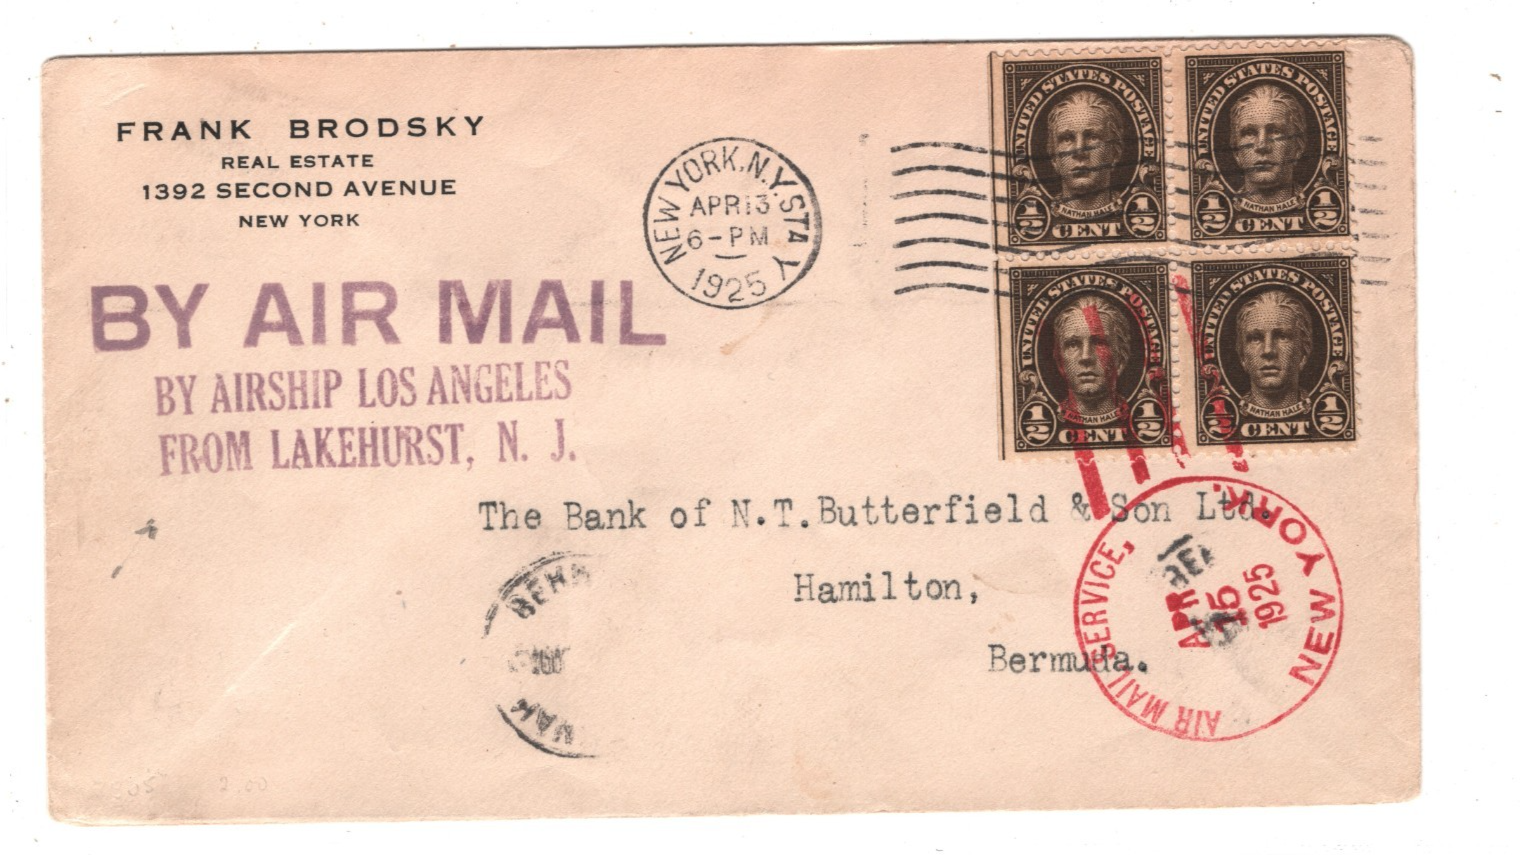 FRANK BRODSKY
REAL ESTATE
1392 SECOND AVENUE
NEW YORK
NEW YORK, N.Y. STA Y
APR 13
6-PM
1925
UNITED STATES POSTAGE
NATHAN HALE
1/2 CENT 1/2
UNITED STATES POSTAGE
NATHAN HALE
1/2 CENT 1/2
UNITED STATES POSTAGE
NATHAN HALE
1/2 CENT 1/2
UNITED STATES POSTAGE
NATHAN HALE
1/2 CENT 1/2
BY AIR MAIL
BY AIRSHIP LOS ANGELES
FROM LAKEHURST, N. J.
The Bank of N.T.Butterfield & Son Ltd.
Hamilton,
Bermuda.
AIR MAIL SERVICE, NEW YORK.
APR
15
1925
2.00